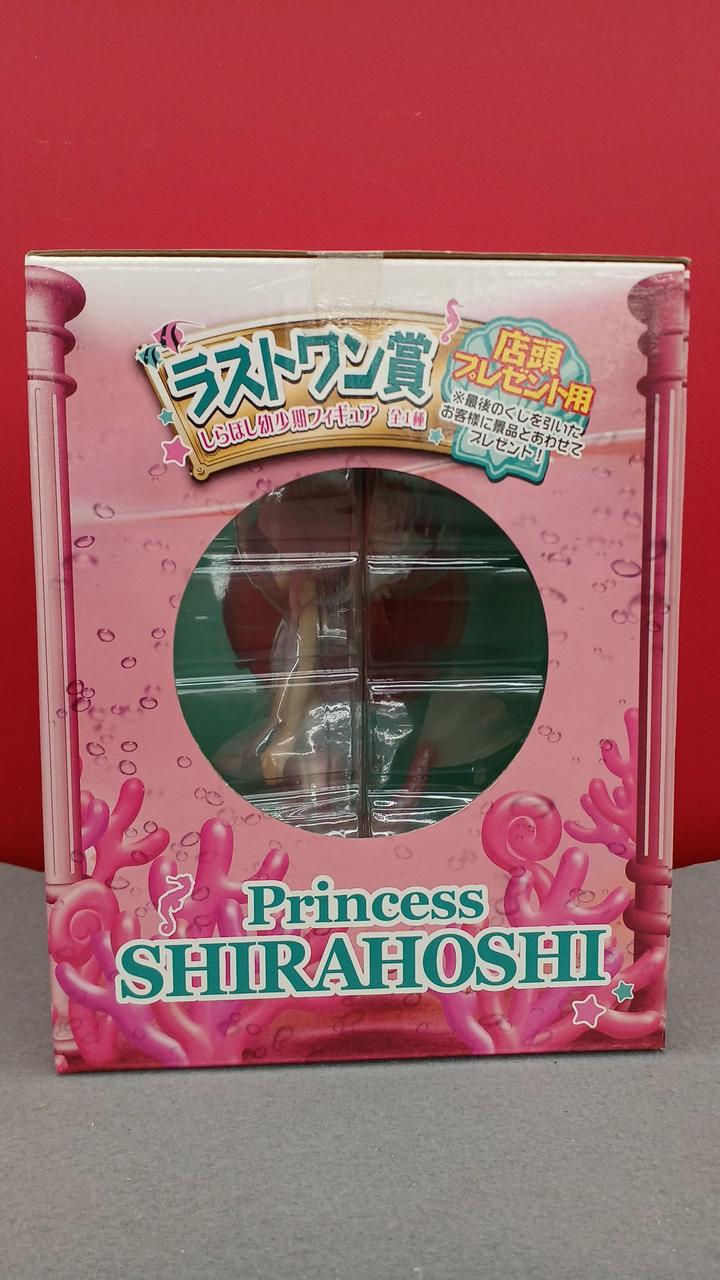 ラストワン賞
しらほし幼少期フィギュア 全1種
店頭
プレゼント用
※最後のくじを引いた
お客様に景品とあわせて
プレゼント！
Princess
SHIRAHOSHI